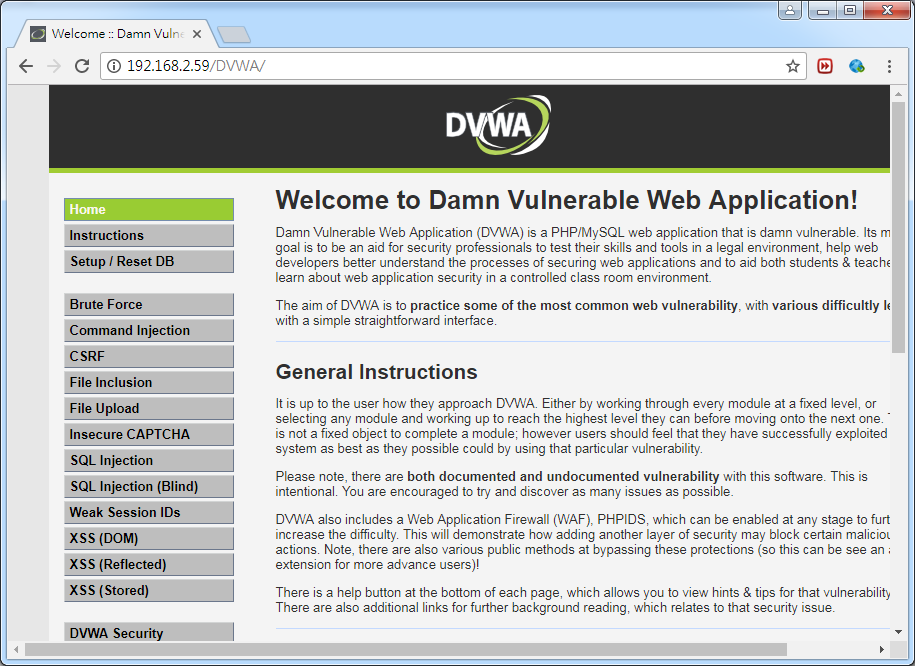 Welcome :: Damn Vulne
192.168.2.59/DVWA/
DVWA
Home
Instructions
Setup / Reset DB
Brute Force
Command Injection
CSRF
File Inclusion
File Upload
Insecure CAPTCHA
SQL Injection
SQL Injection (Blind)
Weak Session IDs
XSS (DOM)
XSS (Reflected)
XSS (Stored)
DVWA Security
Welcome to Damn Vulnerable Web Application!
Damn Vulnerable Web Application (DVWA) is a PHP/MySQL web application that is damn vulnerable. Its m
goal is to be an aid for security professionals to test their skills and tools in a legal environment, help web
developers better understand the processes of securing web applications and to aid both students & teache
learn about web application security in a controlled class room environment.
The aim of DVWA is to practice some of the most common web vulnerability, with various difficultly le
with a simple straightforward interface.
General Instructions
It is up to the user how they approach DVWA. Either by working through every module at a fixed level, or
selecting any module and working up to reach the highest level they can before moving onto the next one.
is not a fixed object to complete a module; however users should feel that they have successfully exploited
system as best as they possible could by using that particular vulnerability.
Please note, there are both documented and undocumented vulnerability with this software. This is
intentional. You are encouraged to try and discover as many issues as possible.
DVWA also includes a Web Application Firewall (WAF), PHPIDS, which can be enabled at any stage to furt
increase the difficulty. This will demonstrate how adding another layer of security may block certain maliciou
actions. Note, there are also various public methods at bypassing these protections (so this can be see an a
extension for more advance users)!
There is a help button at the bottom of each page, which allows you to view hints & tips for that vulnerability
There are also additional links for further background reading, which relates to that security issue.